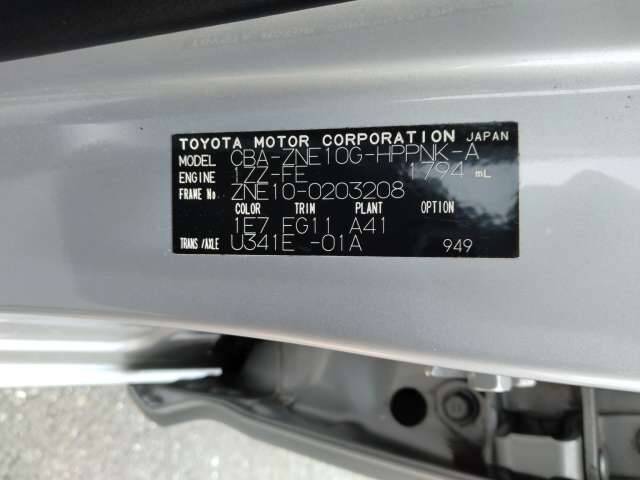 TOYOTA MOTOR CORPORATION JAPAN
MODEL CBA-ZNE10G-HPPNK-A
ENGINE 1ZZ-FE 1794 mL
FRAME No. ZNE10-0203208
COLOR TRIM PLANT OPTION
1E7 EG11 A41
TRANS/AXLE U341E -01A 949